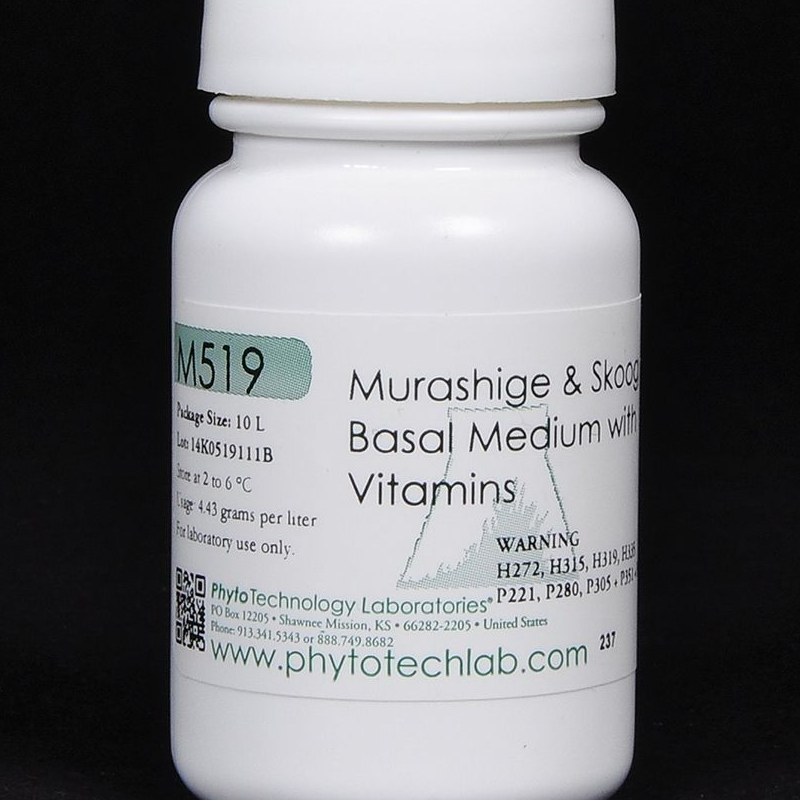 M519
Package Size: 10 L
Lot: 14K0519111B
Store at 2 to 6 °C
Usage: 4.43 grams per liter
For laboratory use only.
Murashige & Skoog
Basal Medium with
Vitamins
WARNING
H272, H315, H319, H335
P221, P280, P305 + P351 +
PhytoTechnology Laboratories®
PO Box 12205 • Shawnee Mission, KS • 66282-2205 • United States
Phone: 913.341.5343 or 888.749.8682
www.phytotechlab.com
237